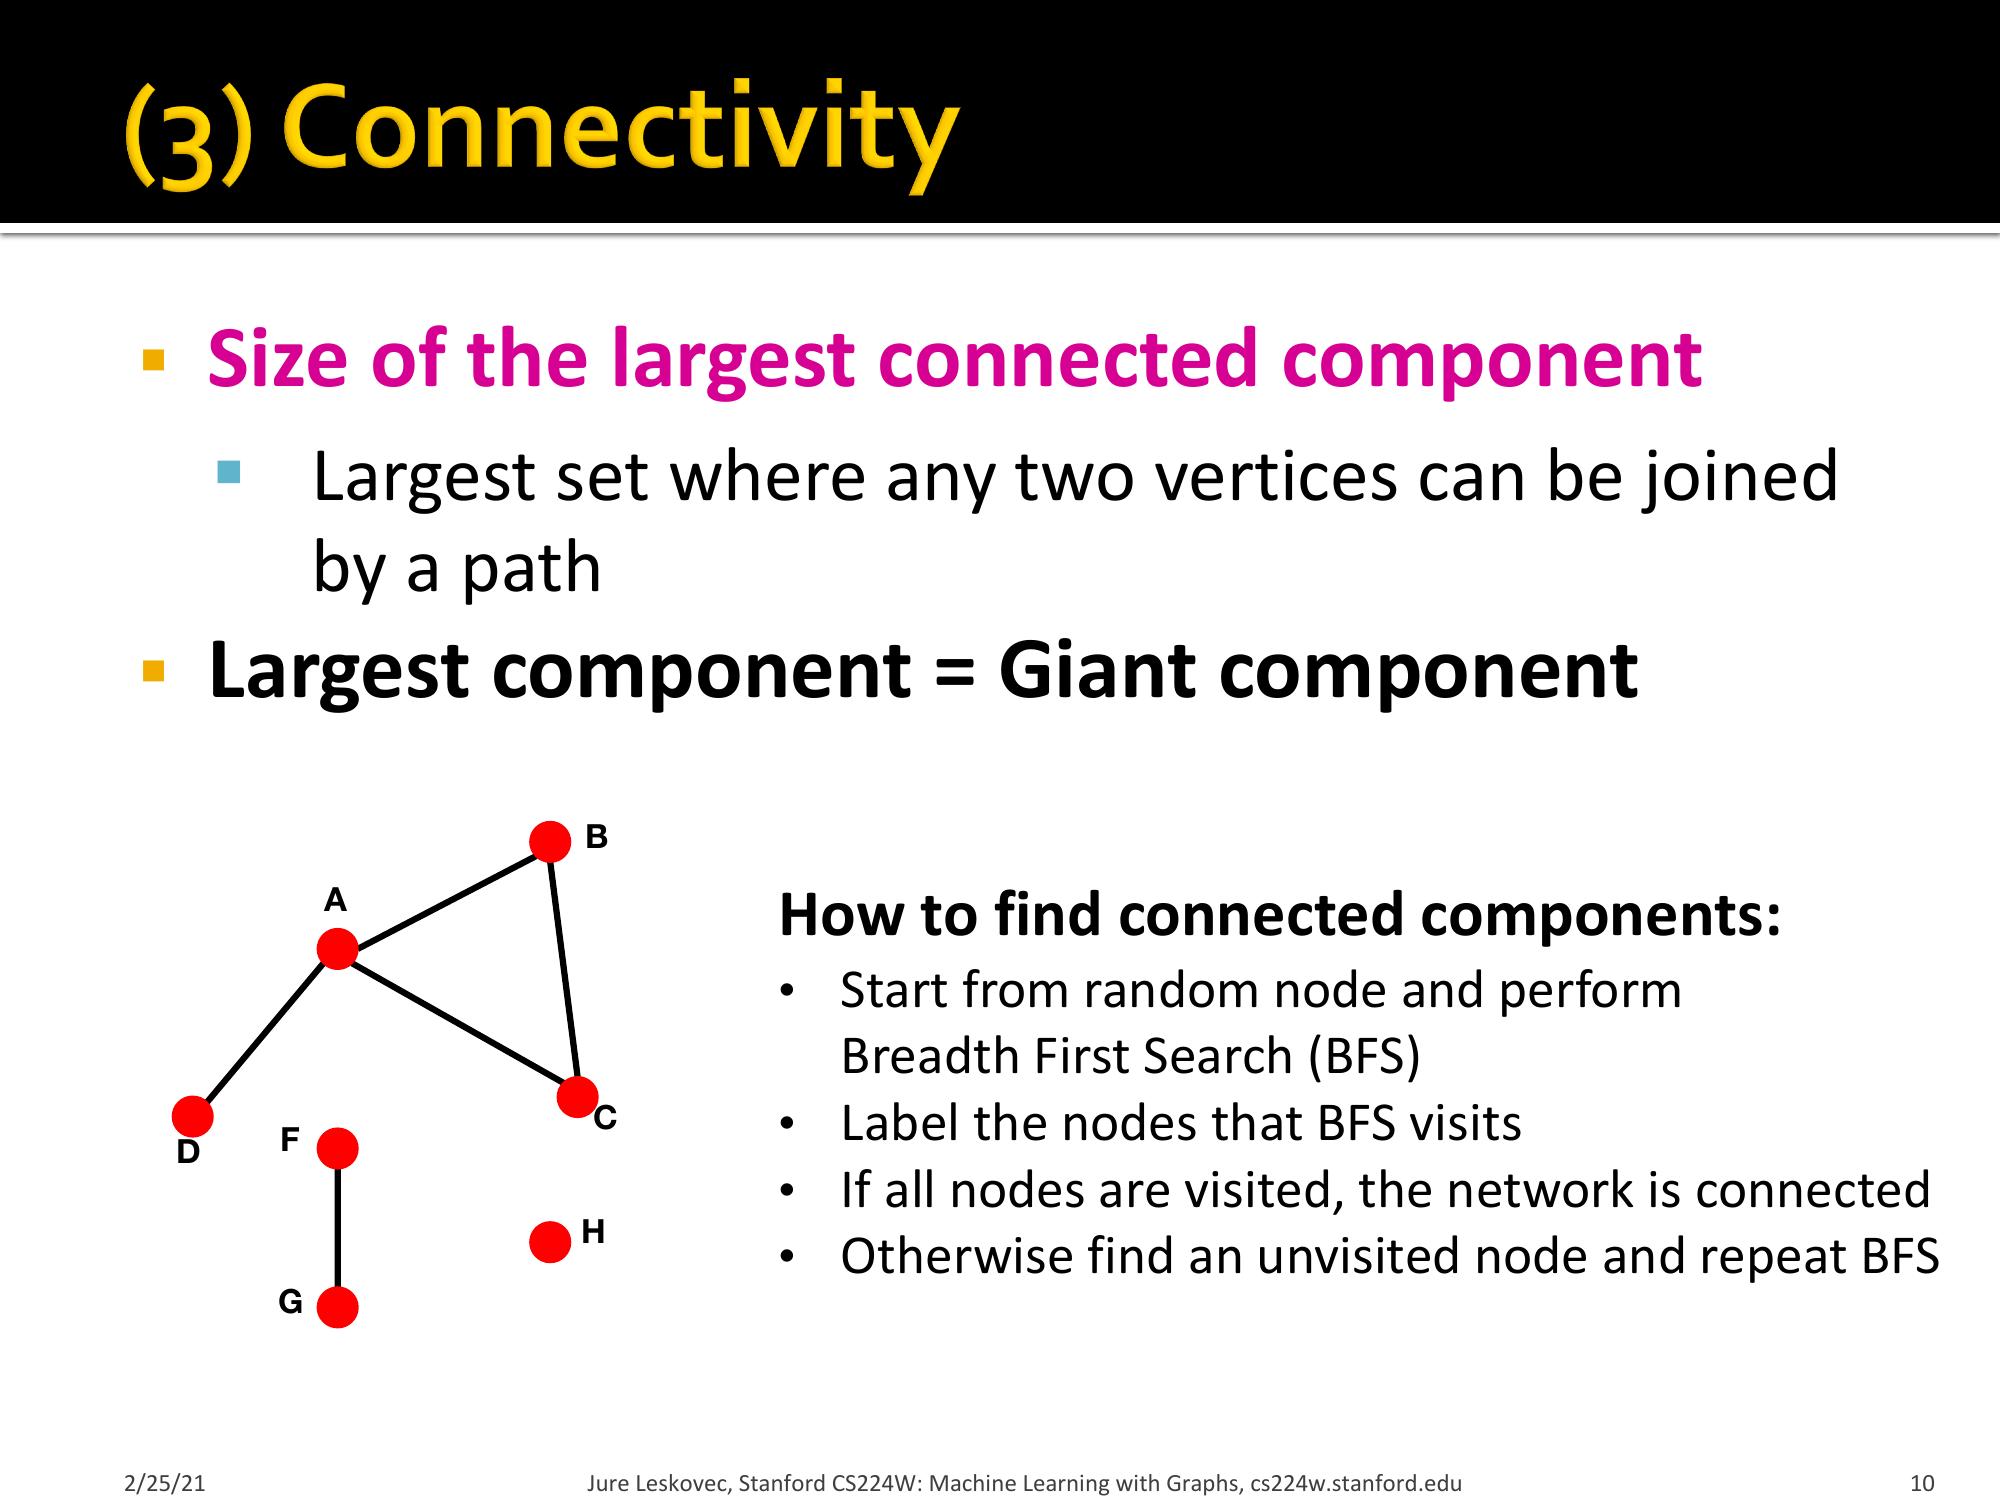 (3) Connectivity
▪ Size of the largest connected component
▪ Largest set where any two vertices can be joined
by a path
▪ Largest component = Giant component
B
A
C
D
F
H
G
How to find connected components:
• Start from random node and perform
Breadth First Search (BFS)
• Label the nodes that BFS visits
• If all nodes are visited, the network is connected
• Otherwise find an unvisited node and repeat BFS
2/25/21
Jure Leskovec, Stanford CS224W: Machine Learning with Graphs, cs224w.stanford.edu
10